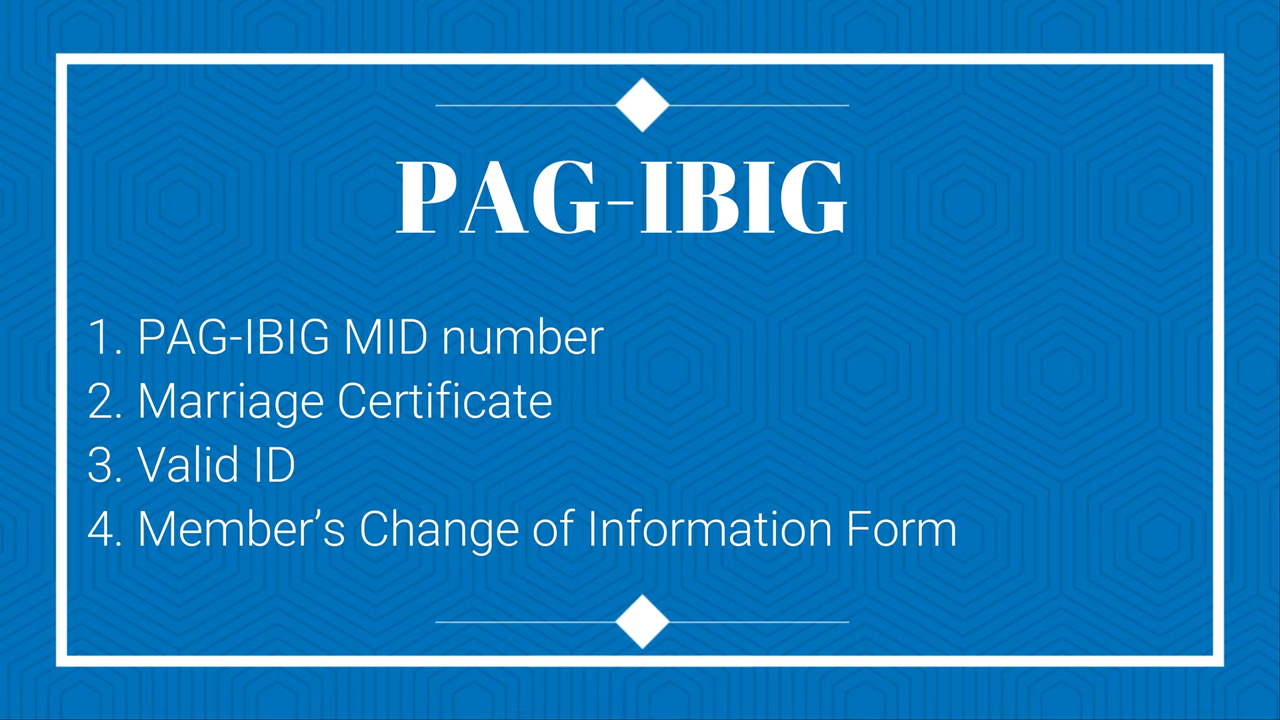 PAG-IBIG
1. PAG-IBIG MID number
2. Marriage Certificate
3. Valid ID
4. Member’s Change of Information Form